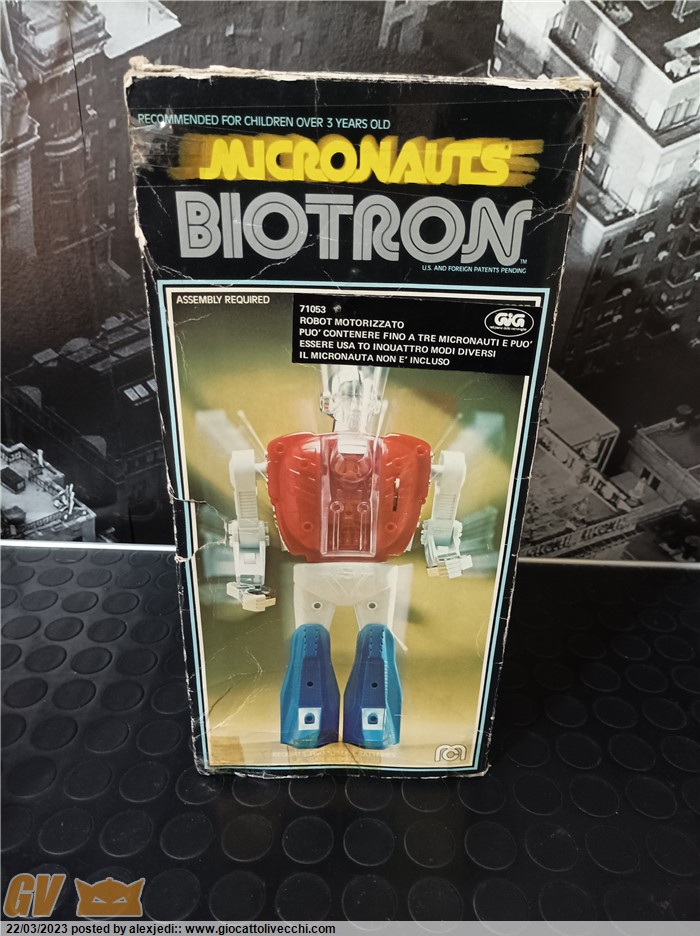 RECOMMENDED FOR CHILDREN OVER 3 YEARS OLD
MICRONAUTS
BIOTRON
TM
U.S. AND FOREIGN PATENTS PENDING
ASSEMBLY REQUIRED
71053
ROBOT MOTORIZZATO
PUO' CONTENERE FINO A TRE MICRONAUTI E PUO'
ESSERE USA TO INQUATTRO MODI DIVERSI
IL MICRONAUTA NON E' INCLUSO
GiG
GV
22/03/2023 posted by alexjedi:: www.giocattolivecchi.com